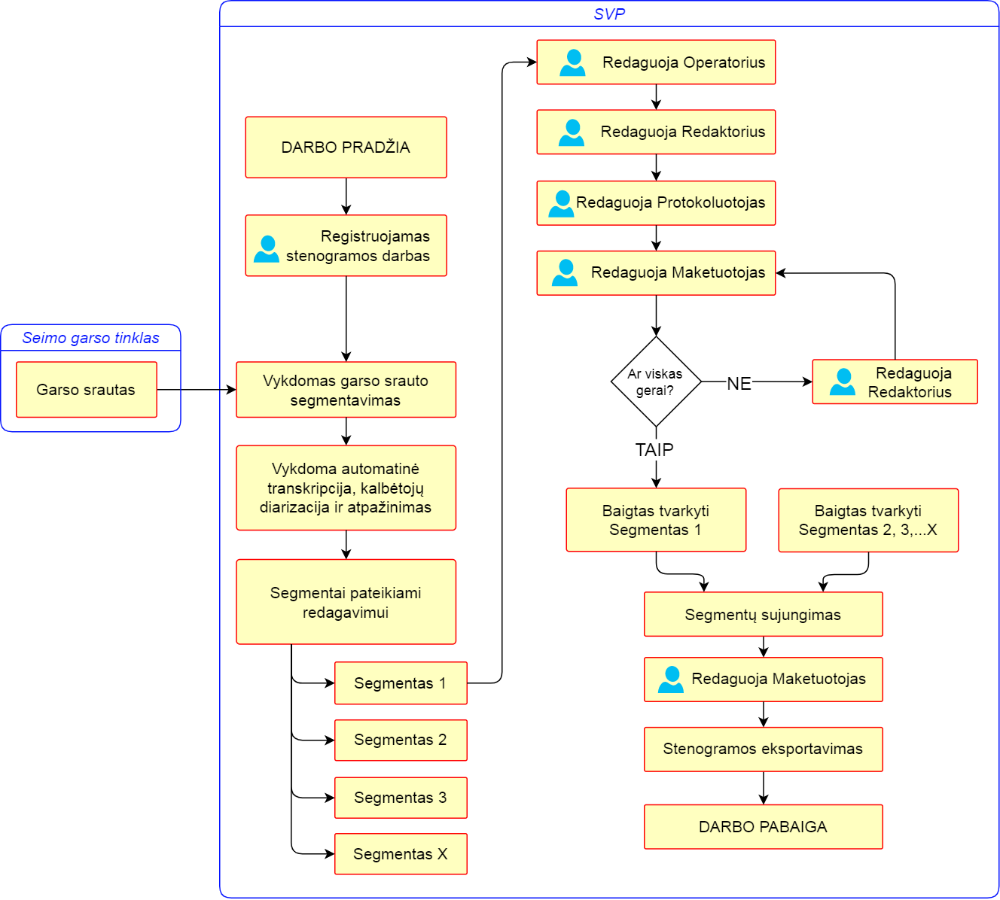 SVP
DARBO PRADŽIA
Registruojamas
stenogramos darbas
Seimo garso tinklas
Garso srautas
Vykdomas garso srauto
segmentavimas
Vykdoma automatinė
transkripcija, kalbėtojų
diarizacija ir atpažinimas
Segmentai pateikiami
redagavimui
Segmentas 1
Segmentas 2
Segmentas 3
Segmentas X
Redaguoja Operatorius
Redaguoja Redaktorius
Redaguoja Protokoluotojas
Redaguoja Maketuotojas
Ar viskas
gerai?
NE
Redaguoja
Redaktorius
TAIP
Baigtas tvarkyti
Segmentas 1
Baigtas tvarkyti
Segmentas 2, 3,...X
Segmentų sujungimas
Redaguoja Maketuotojas
Stenogramos eksportavimas
DARBO PABAIGA